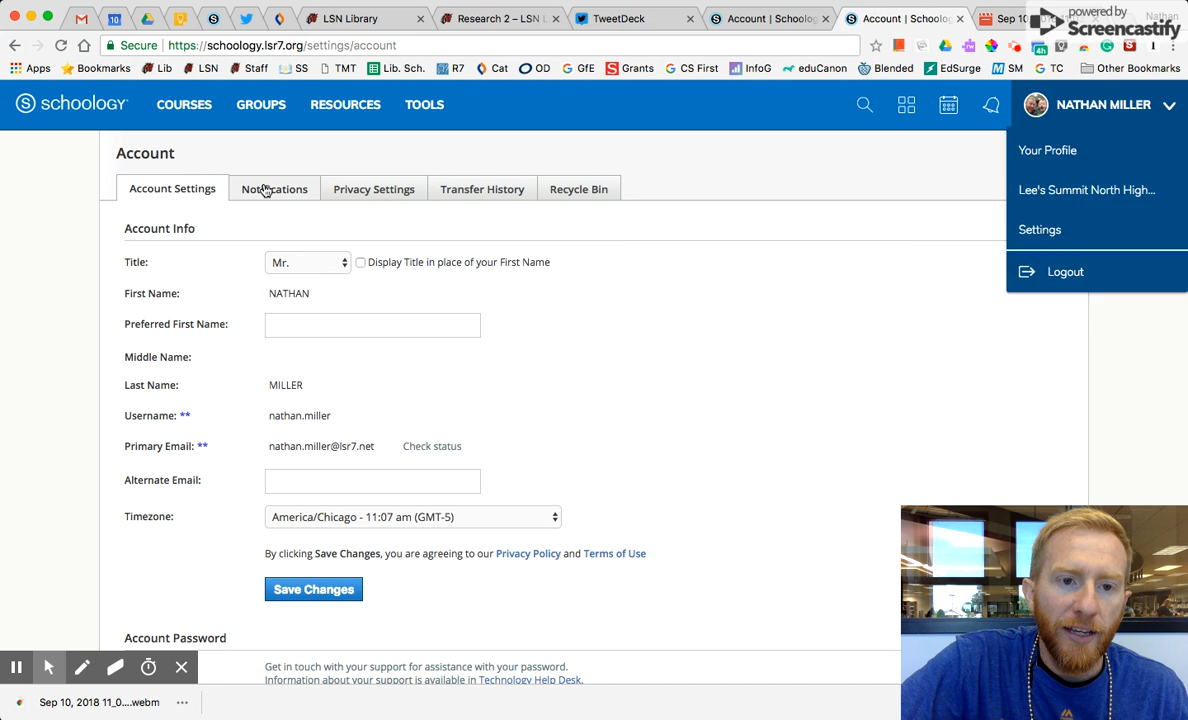 LSN Library
Research 2 – LSN L
TweetDeck
Account | Schoolog
Account | Schoolo
Sep 10
powered by
Screencastify
Secure
https://schoology.lsr7.org/settings/account
Apps
Bookmarks
Lib
LSN
Staff
SS
TMT
Lib. Sch.
R7
Cat
OD
GfE
Grants
CS First
InfoG
eduCanon
Blended
EdSurge
SM
TC
Other Bookmarks
schoology
COURSES
GROUPS
RESOURCES
TOOLS
NATHAN MILLER
Your Profile
Lee's Summit North High...
Settings
Logout
Account
Account Settings
Notifications
Privacy Settings
Transfer History
Recycle Bin
Account Info
Title:
Mr.
Display Title in place of your First Name
First Name:
NATHAN
Preferred First Name:
Middle Name:
Last Name:
MILLER
Username: **
nathan.miller
Primary Email: **
nathan.miller@lsr7.net
Check status
Alternate Email:
Timezone:
America/Chicago - 11:07 am (GMT-5)
By clicking Save Changes, you are agreeing to our Privacy Policy and Terms of Use
Save Changes
Account Password
Get in touch with your support for assistance with your password.
Information about your support is available in Technology Help Desk.
Sep 10, 2018 11_0....webm